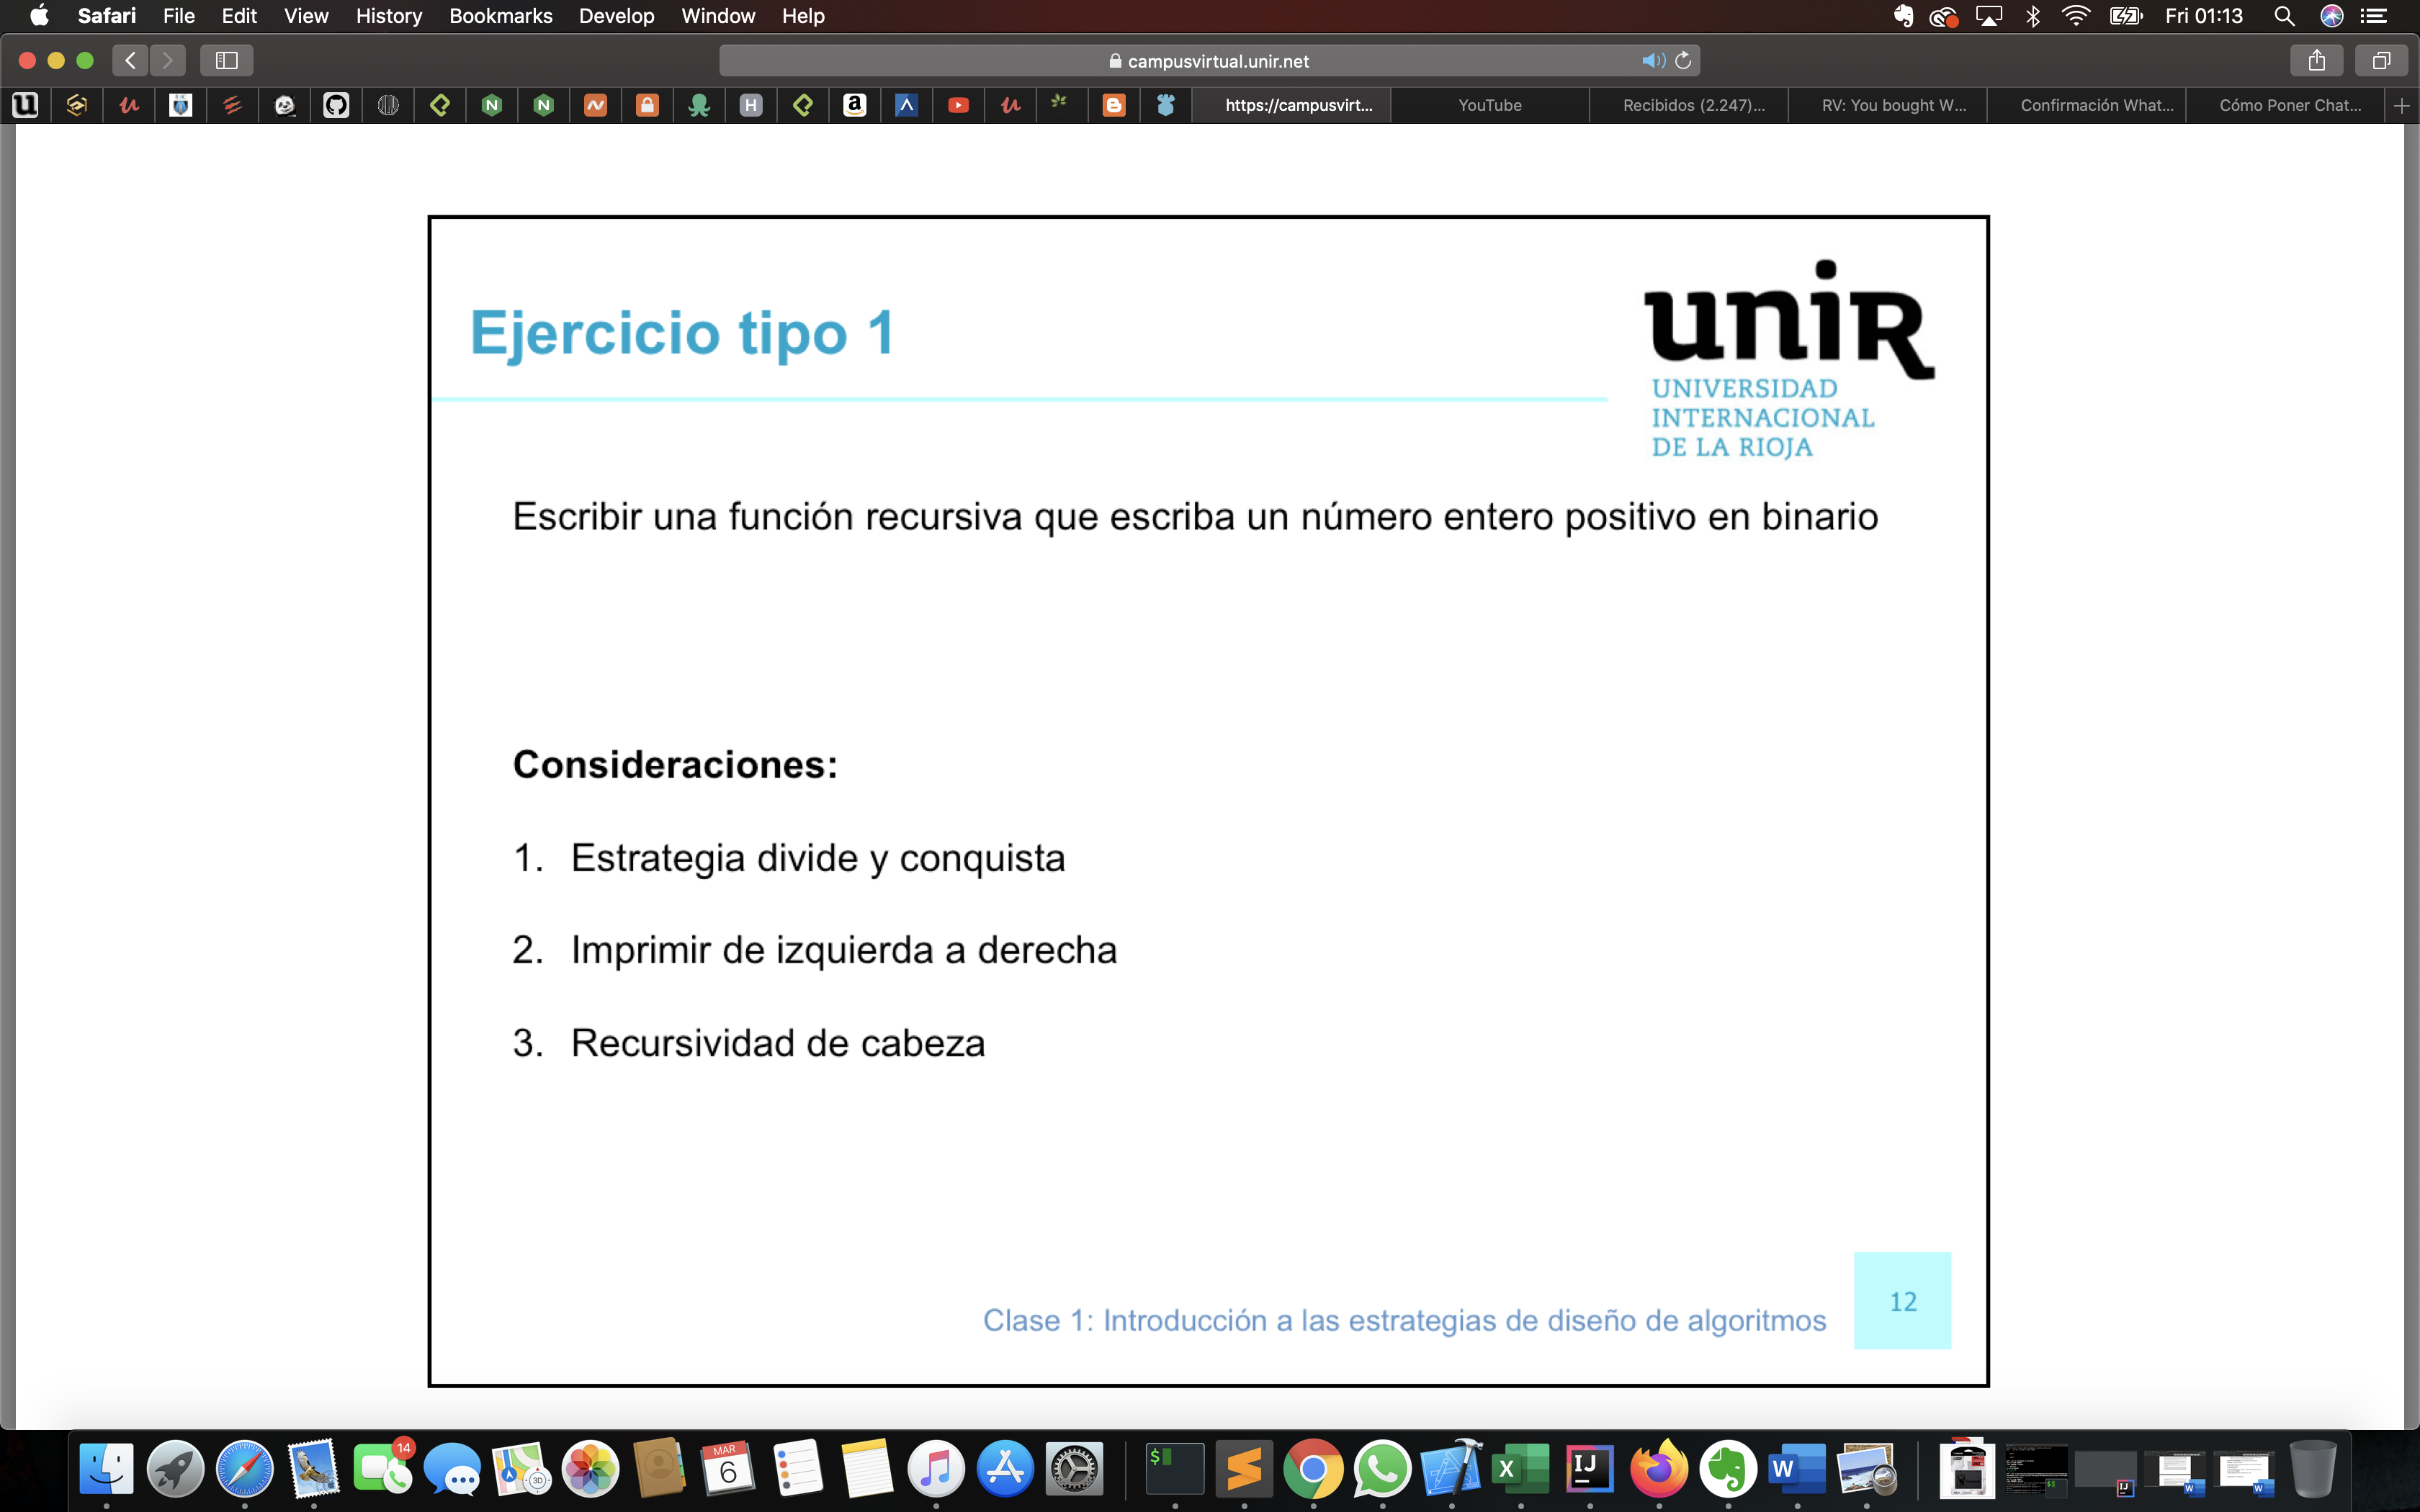 Safari File Edit View History Bookmarks Develop Window Help Fri 01:13
campusvirtual.unir.net
https://campusvirt... YouTube Recibidos (2.247)... RV: You bought W... Confirmación What... Cómo Poner Chat...
Ejercicio tipo 1
unir
UNIVERSIDAD
INTERNACIONAL
DE LA RIOJA
Escribir una función recursiva que escriba un número entero positivo en binario
Consideraciones:
1. Estrategia divide y conquista
2. Imprimir de izquierda a derecha
3. Recursividad de cabeza
Clase 1: Introducción a las estrategias de diseño de algoritmos
12
14
MAR
6
3D
$
X
IJ
W